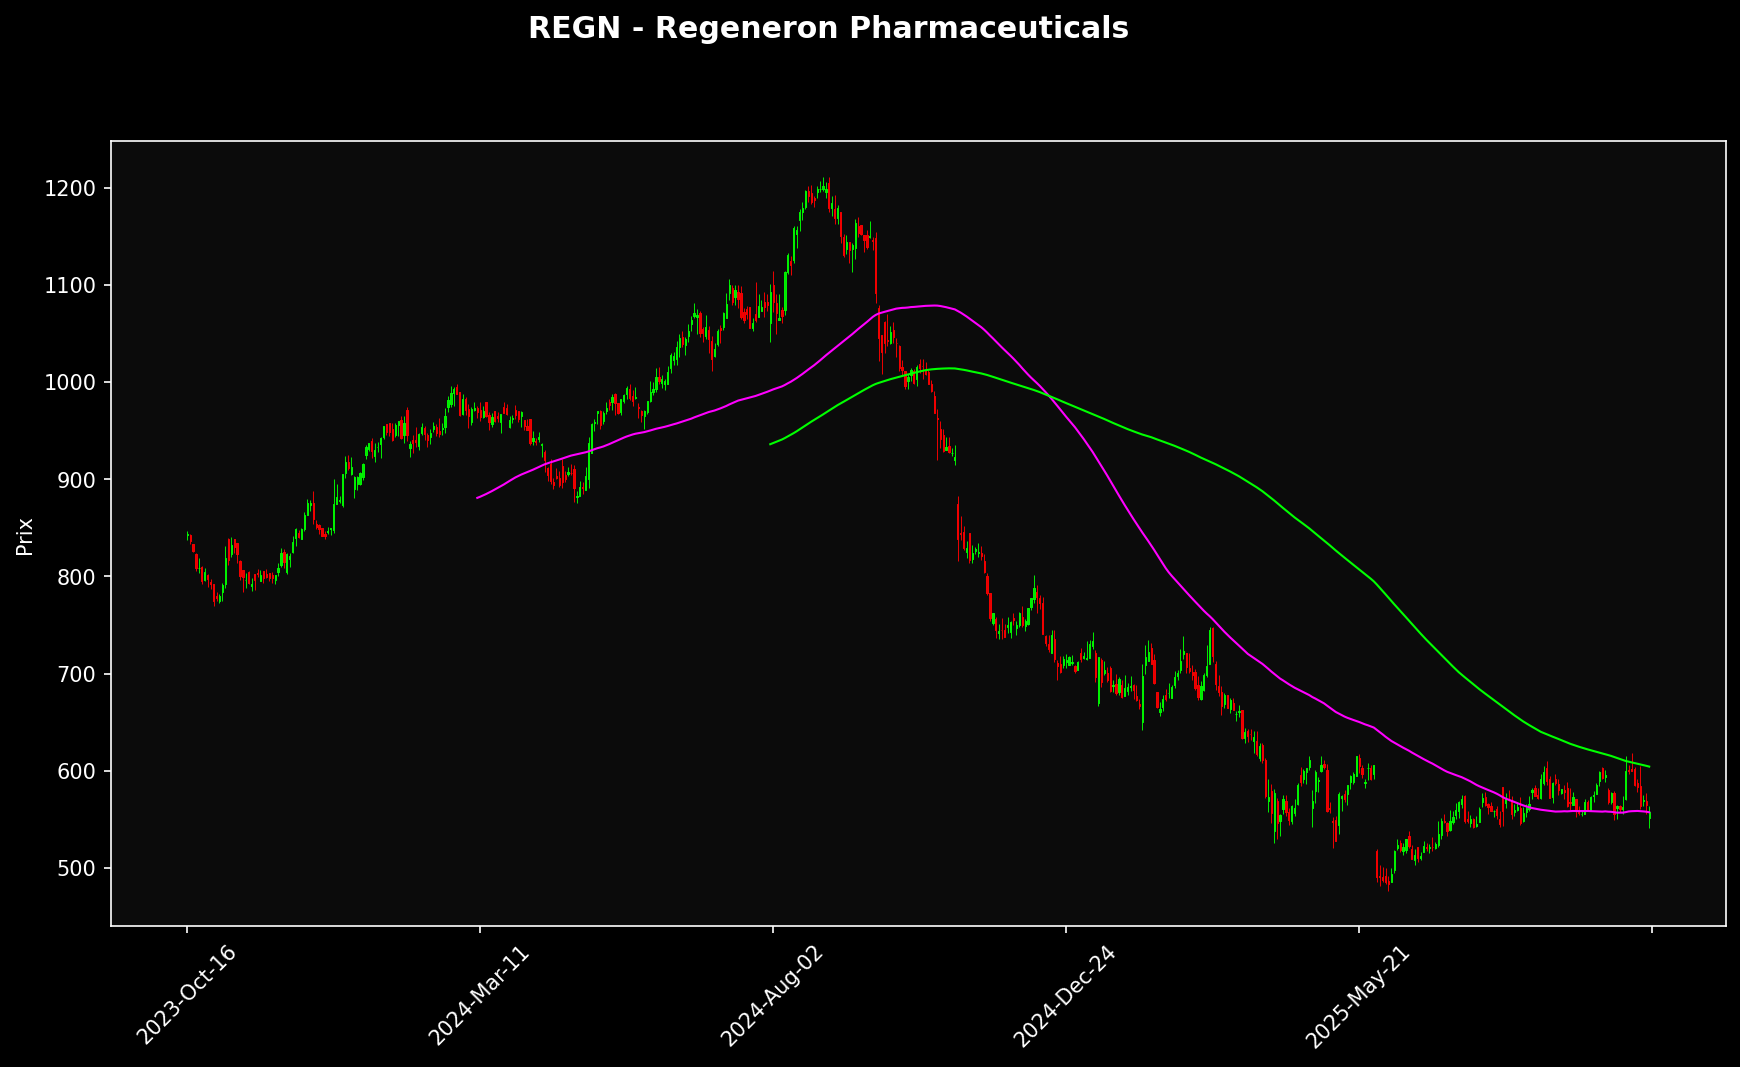 REGN - Regeneron Pharmaceuticals
Prix
1200
1100
1000
900
800
700
600
500
2023-Oct-16
2024-Mar-11
2024-Aug-02
2024-Dec-24
2025-May-21